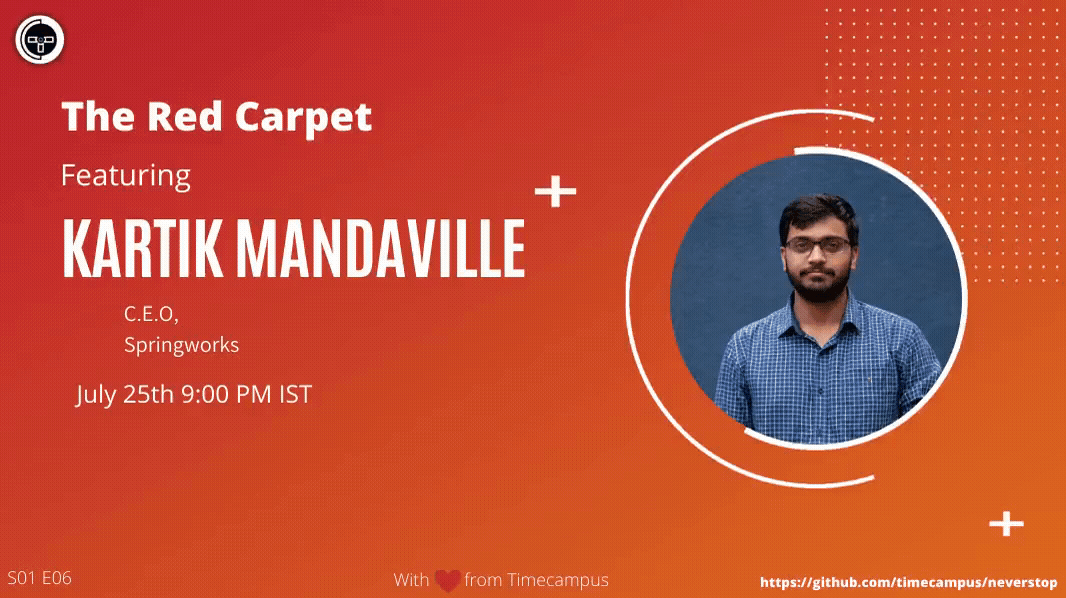 The Red Carpet
Featuring
KARTIK MANDAVILLE
C.E.O,
Springworks
July 25th 9:00 PM IST
S01 E06
With ❤ from Timecampus
https://github.com/timecampus/neverstop